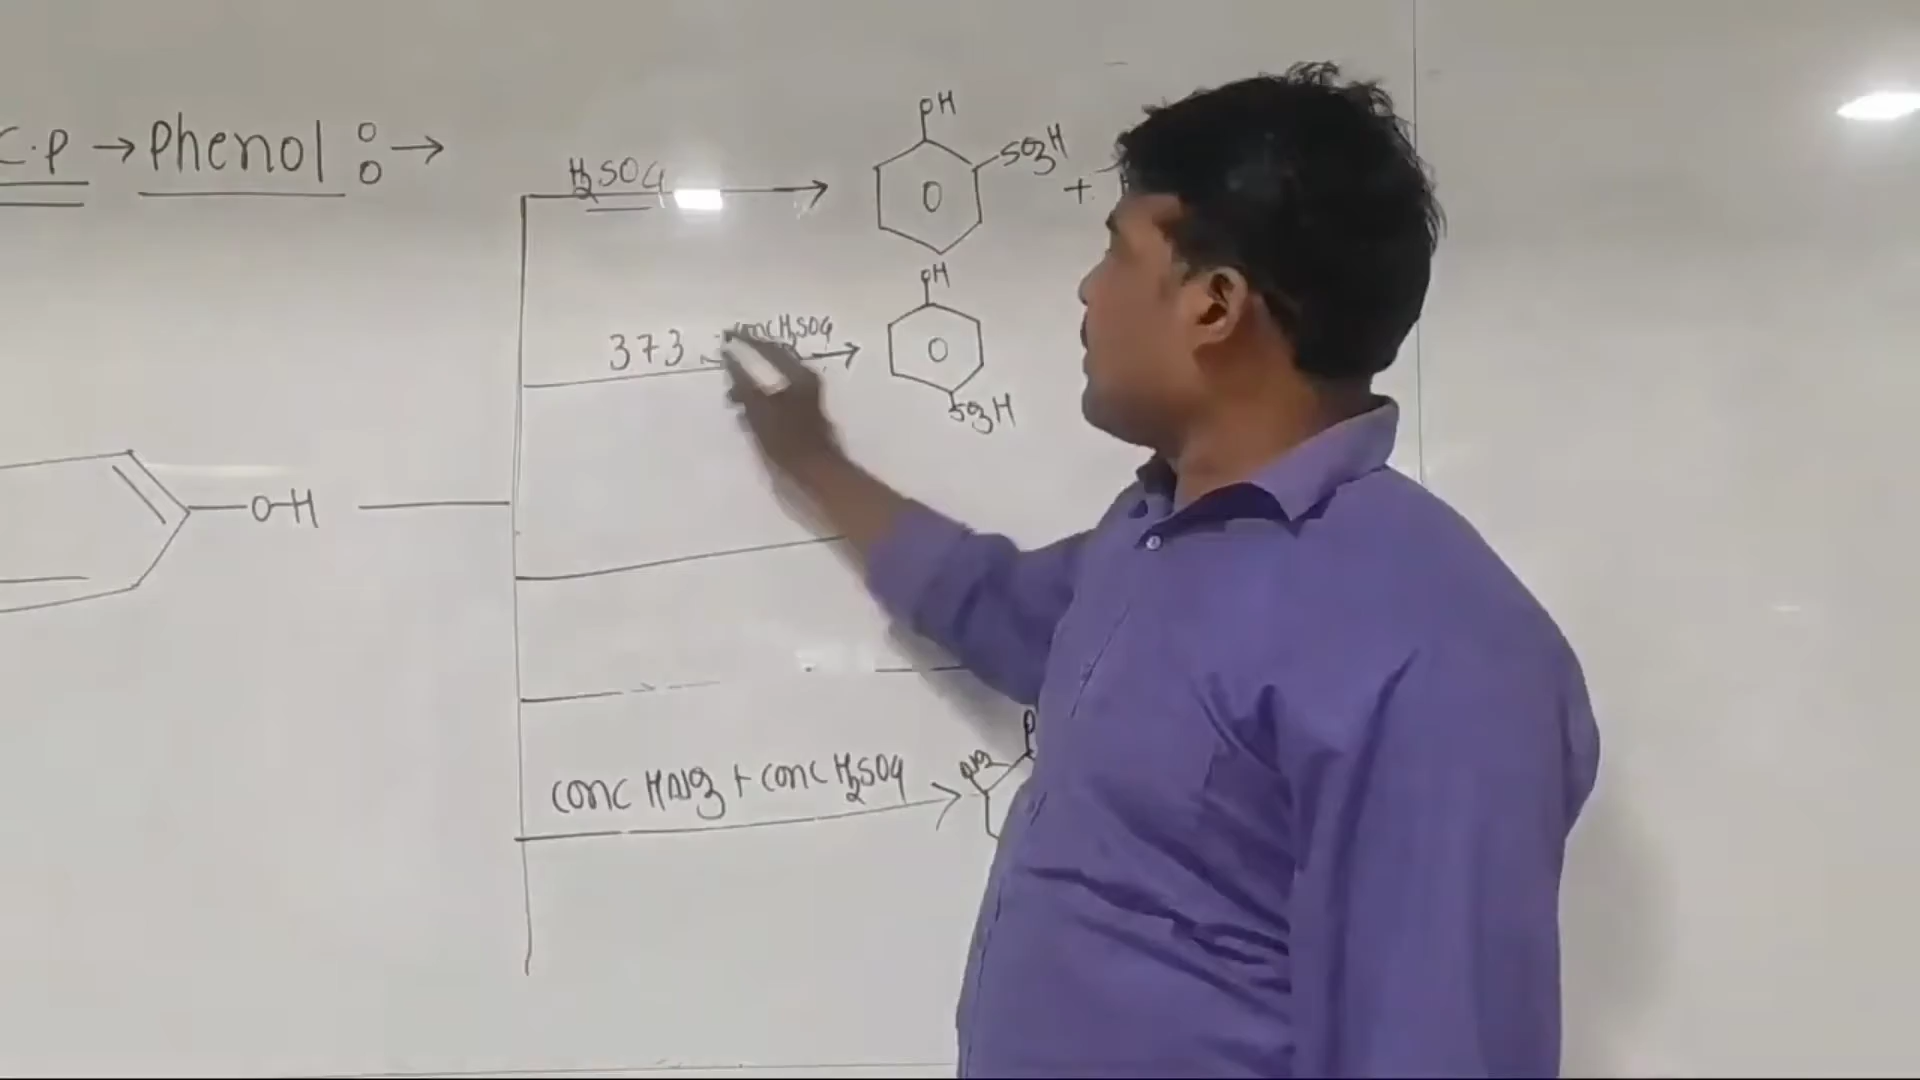 C.P → Phenol : →
H2SO4
OH
SO3H
+
373
conc H2SO4
OH
SO3H
O-H
conc HNO3 + conc H2SO4